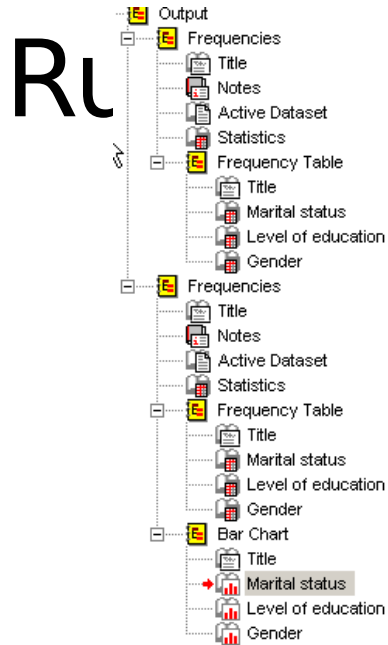 Output
Frequencies
Ru
Title
Notes
Active Dataset
Statistics
Frequency Table
Title
Marital status
Level of education
Gender
Frequencies
Title
Notes
Active Dataset
Statistics
Frequency Table
Title
Marital status
Level of education
Gender
Bar Chart
Title
Marital status
Level of education
Gender